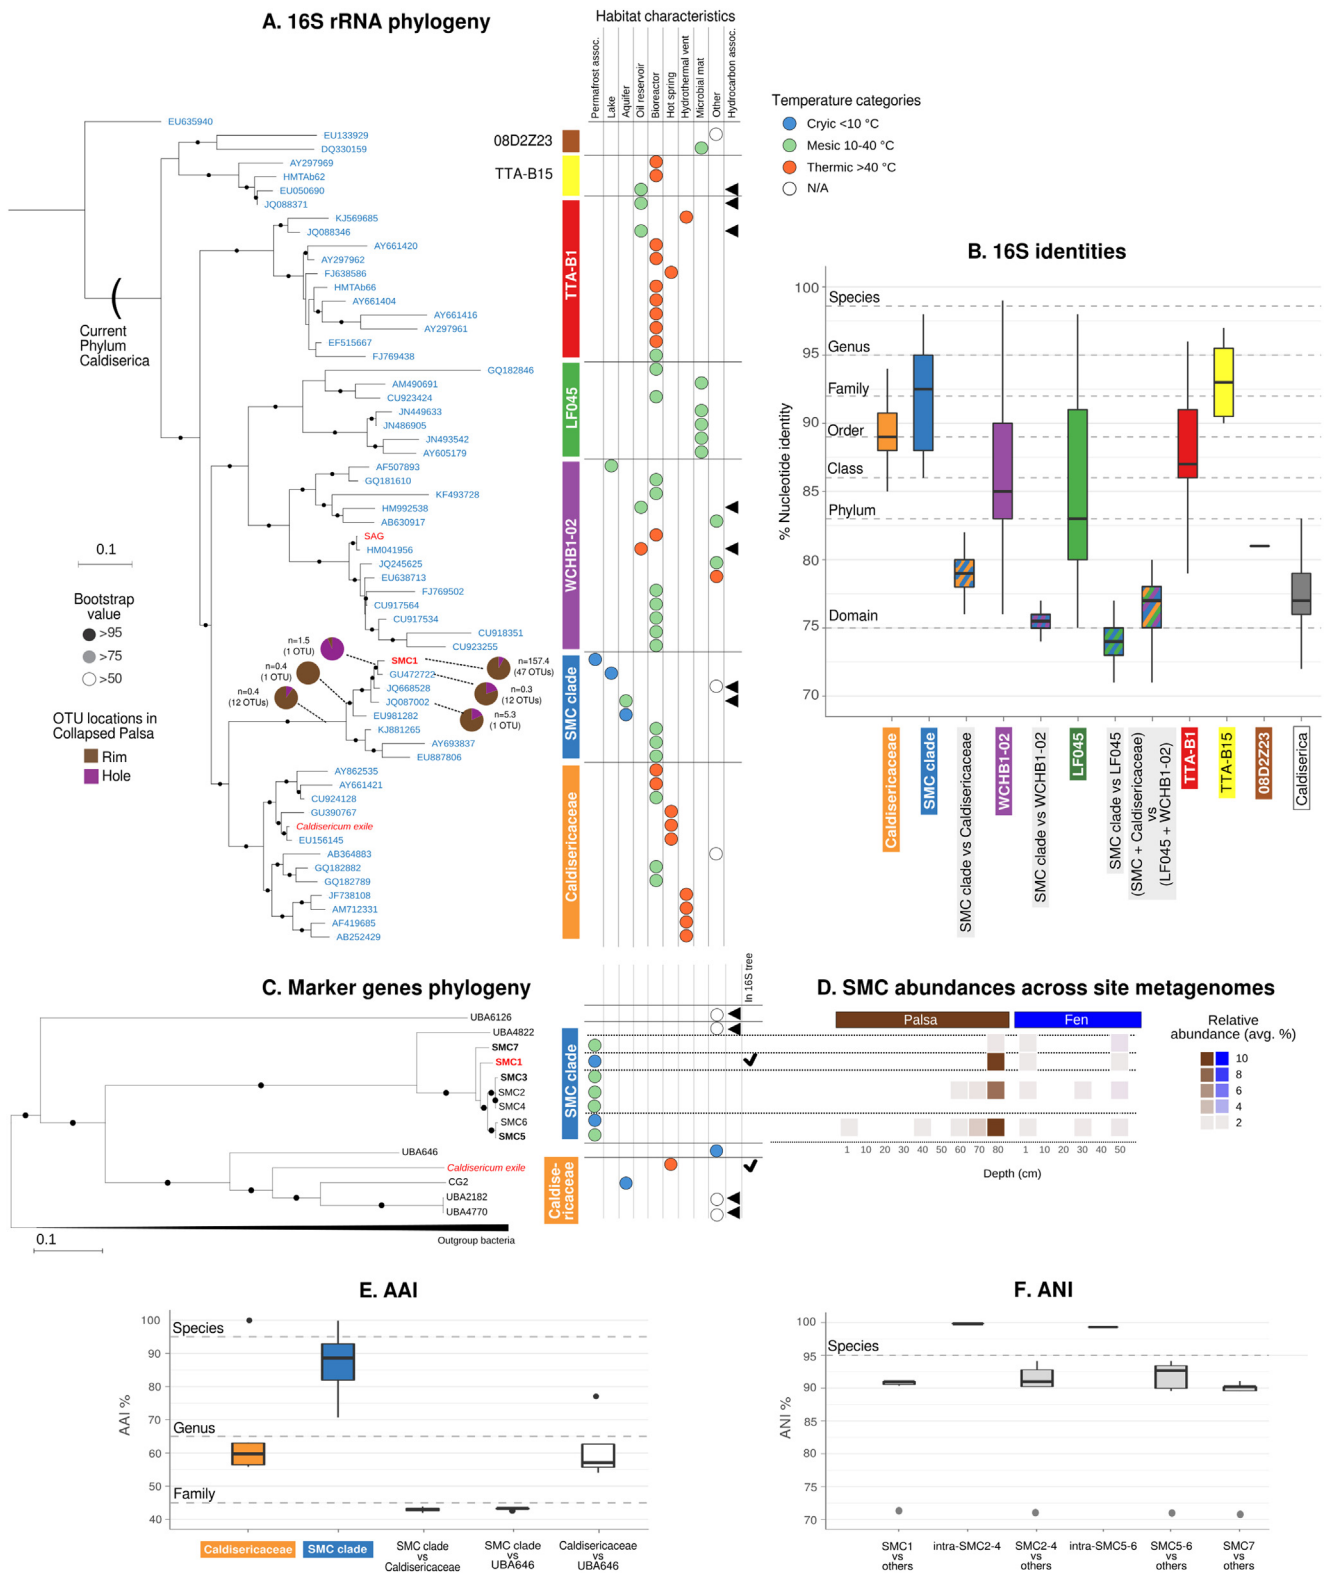 A. 16S rRNA phylogeny
Habitat characteristics
Permafrost assoc.
Lake
Aquifer
Oil reservoir
Bioreactor
Hot spring
Hydrothermal vent
Microbial mat
Other
Hydrocarbon assoc.
Temperature categories
Cryic <10 °C
Mesic 10-40 °C
Thermic >40 °C
N/A
EU635940
EU133929
DQ330159
AY297969
HMTAb62
EU050690
JQ088371
KJ569685
JQ088346
AY661420
AY297962
FJ638586
HMTAb66
AY661404
AY661416
AY297961
EF515667
FJ769438
GQ182846
AM490691
CU923424
JN449633
JN486905
JN493542
AY605179
AF507893
GQ181610
KF493728
HM992538
AB630917
SAG
HM041956
JQ245625
EU638713
FJ769502
CU917564
CU917534
CU918351
CU923255
SMC1
GU472722
JQ668528
JQ087002
EU981282
KJ881265
AY693837
EU887806
AY862535
AY661421
CU924128
GU390767
Caldisericum exile
EU156145
AB364883
GQ182882
GQ182789
JF738108
AM712331
AF419685
AB252429
Current
Phylum
Caldiserica
0.1
Bootstrap
value
>95
>75
>50
OTU locations in
Collapsed Palsa
Rim
Hole
n=1.5
(1 OTU)
n=0.4
(1 OTU)
n=0.4
(12 OTUs)
n=157.4
(47 OTUs)
n=0.3
(12 OTUs)
n=5.3
(1 OTU)
08D2Z23
TTA-B15
TTA-B1
LF045
WCHB1-02
SMC clade
Caldisericaceae
B. 16S identities
% Nucleotide identity
100
95
90
85
80
75
70
Species
Genus
Family
Order
Class
Phylum
Domain
Caldisericaceae
SMC clade
SMC clade vs Caldisericaceae
WCHB1-02
SMC clade vs WCHB1-02
LF045
SMC clade vs LF045
(SMC + Caldisericaceae)
vs
(LF045 + WCHB1-02)
TTA-B1
TTA-B15
08D2Z23
Caldiserica
C. Marker genes phylogeny
In 16S tree
UBA6126
UBA4822
SMC7
SMC1
SMC3
SMC2
SMC4
SMC6
SMC5
UBA646
Caldisericum exile
CG2
UBA2182
UBA4770
Outgroup bacteria
0.1
SMC clade
Caldise-
ricaceae
D. SMC abundances across site metagenomes
Palsa
Fen
1 10 20 30 40 50 60 70 80 1 10 20 30 40 50
Depth (cm)
Relative
abundance (avg. %)
10
8
6
4
2
E. AAI
AAI %
100
90
80
70
60
50
40
Species
Genus
Family
Caldisericaceae
SMC clade
SMC clade
vs
Caldisericaceae
SMC clade
vs
UBA646
Caldisericaceae
vs
UBA646
F. ANI
ANI %
100
95
90
85
80
75
70
Species
SMC1
vs
others
intra-SMC2-4
SMC2-4
vs
others
intra-SMC5-6
SMC5-6
vs
others
SMC7
vs
others